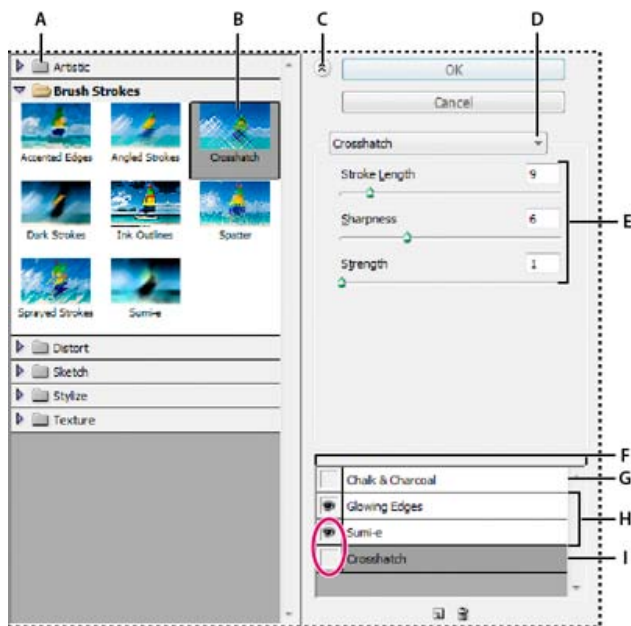 A B C D
Artistic
Brush Strokes
Accented Edges Angled Strokes Crosshatch
Dark Strokes Ink Outlines Spatter
Sprayed Strokes Sumi-e
Distort
Sketch
Stylize
Texture
OK
Cancel
Crosshatch
Stroke Length 9
Sharpness 6
Strength 1
E
F
Chalk & Charcoal G
Glowing Edges
H
Sumi-e
Crosshatch I